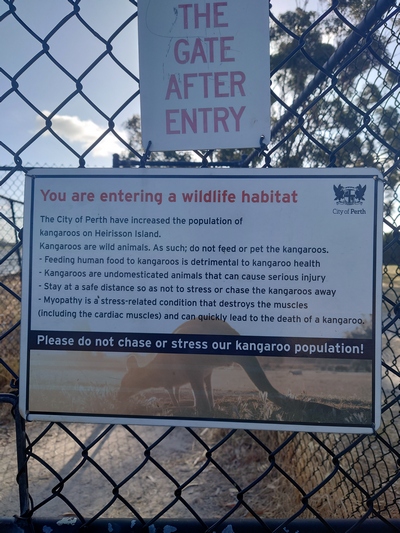 THE
GATE
AFTER
ENTRY
You are entering a wildlife habitat
City of Perth
The City of Perth have increased the population of
kangaroos on Heirisson Island.
Kangaroos are wild animals. As such; do not feed or pet the kangaroos.
- Feeding human food to kangaroos is detrimental to kangaroo health
- Kangaroos are undomesticated animals that can cause serious injury
- Stay at a safe distance so as not to stress or chase the kangaroos away
- Myopathy is a stress-related condition that destroys the muscles
(including the cardiac muscles) and can quickly lead to the death of a kangaroo.
Please do not chase or stress our kangaroo population!